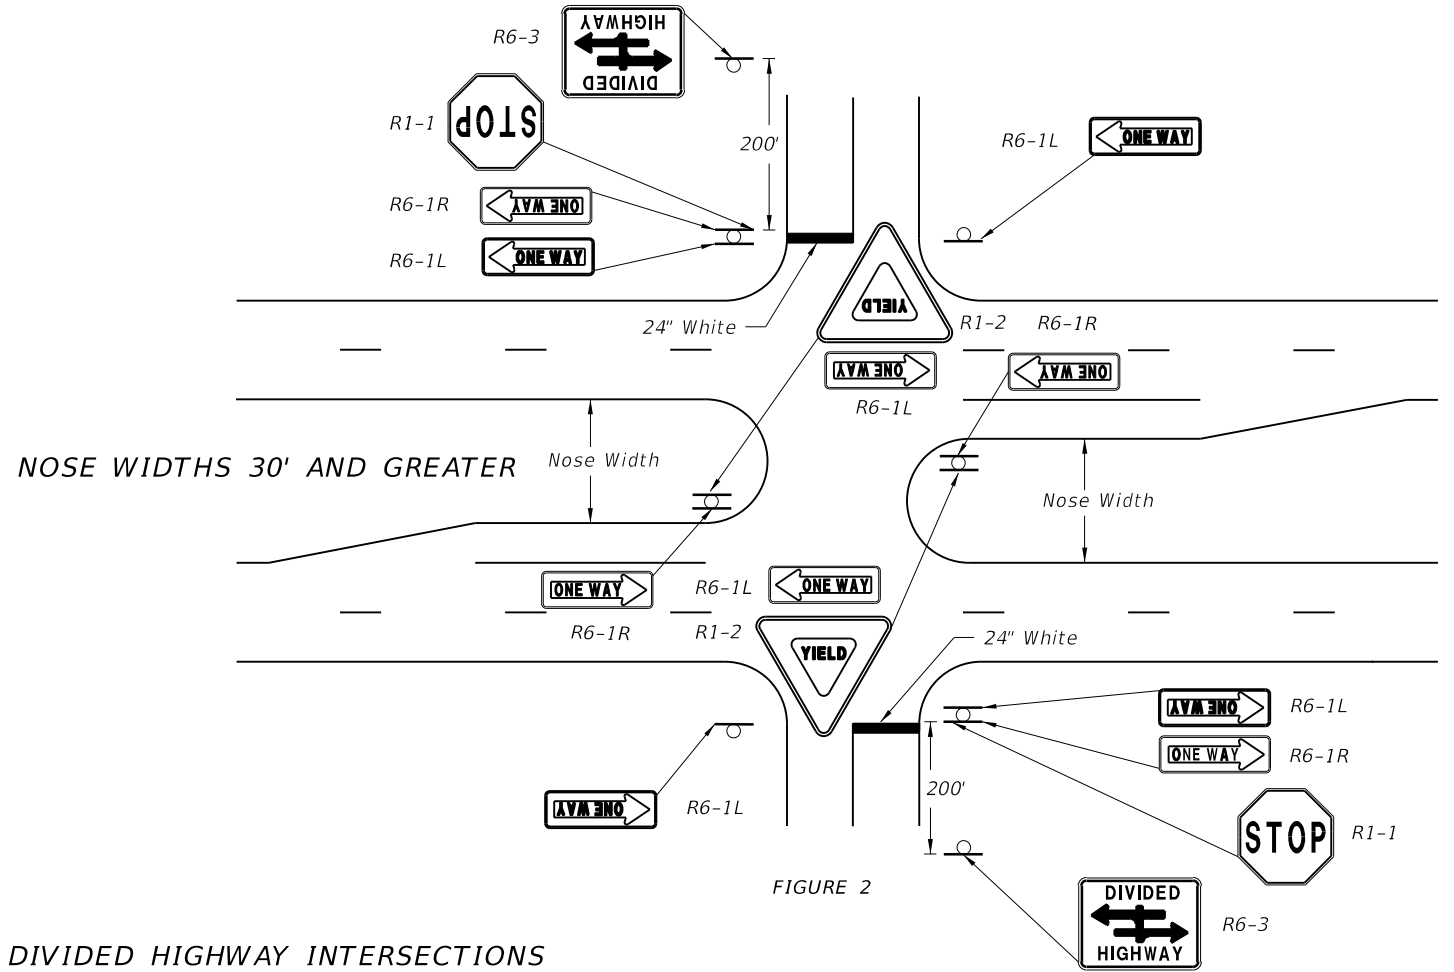 R6-3
DIVIDED
HIGHWAY
R1-1
STOP
200'
R6-1L
ONE WAY
R6-1R
ONE WAY
R6-1L
ONE WAY
24" White
YIELD
R1-2
R6-1R
ONE WAY
R6-1L
ONE WAY
NOSE WIDTHS 30' AND GREATER
Nose Width
Nose Width
ONE WAY
R6-1R
R6-1L
ONE WAY
R1-2
YIELD
24" White
ONE WAY
R6-1L
ONE WAY
R6-1R
ONE WAY
R6-1L
200'
STOP
R1-1
FIGURE 2
DIVIDED
HIGHWAY
R6-3
DIVIDED HIGHWAY INTERSECTIONS